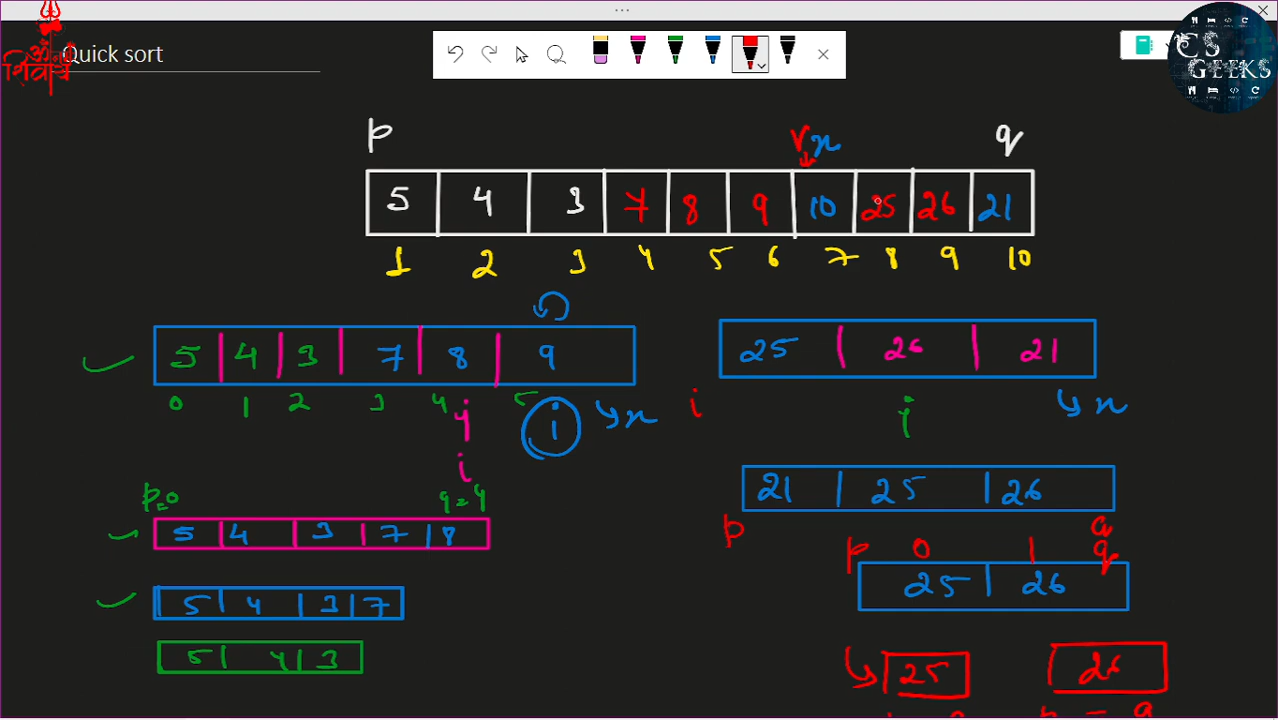 ॐ नमः
शिवाय
Quick sort
CS
GEEKS
p r x q
5 4 3 7 8 9 10 25 26 21
1 2 3 4 5 6 7 8 9 10
5 4 3 7 8 9
0 1 2 3 4 5
j i x
i
25 26 21
i j x
p=0 q=4
5 4 3 7 8
21 25 26
p q
p 0 1 q
25 26
5 4 3 7
5 4 3
25 26